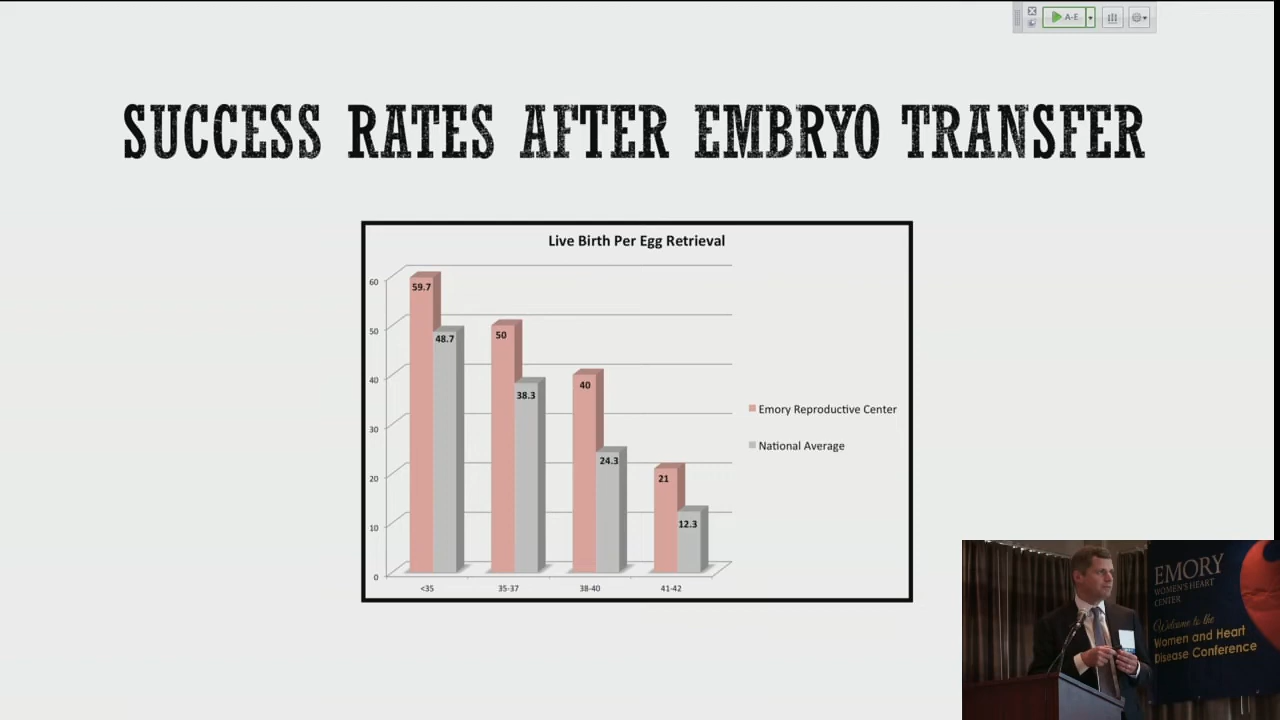 A-E
SUCCESS RATES AFTER EMBRYO TRANSFER
Live Birth Per Egg Retrieval
60
50
40
30
20
10
0
59.7
48.7
50
38.3
40
24.3
21
12.3
<35
35-37
38-40
41-42
Emory Reproductive Center
National Average
EMORY
WOMEN'S HEART
CENTER
Welcome to the
Women and Heart
Disease Conference